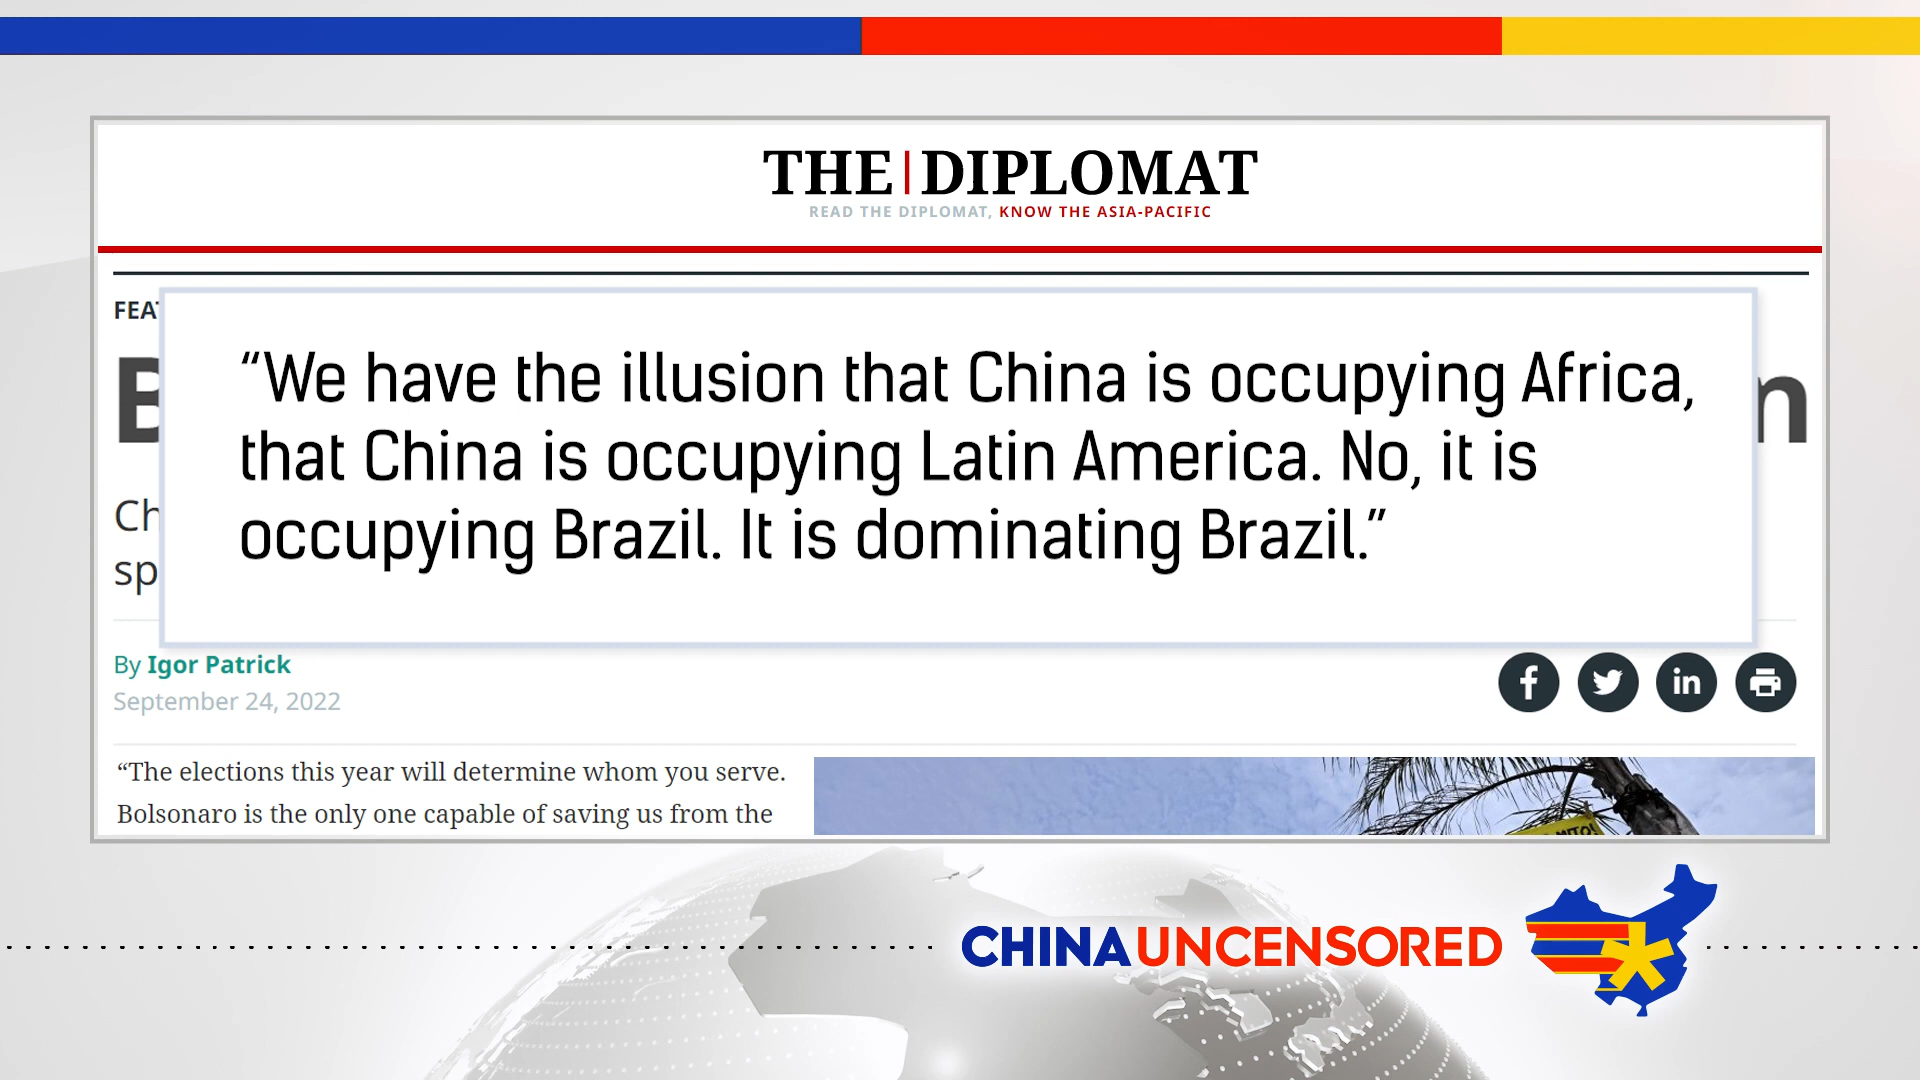 THE|DIPLOMAT
READ THE DIPLOMAT, KNOW THE ASIA-PACIFIC
“We have the illusion that China is occupying Africa,
that China is occupying Latin America. No, it is
occupying Brazil. It is dominating Brazil.”
By Igor Patrick
September 24, 2022
“The elections this year will determine whom you serve.
Bolsonaro is the only one capable of saving us from the
CHINA UNCENSORED